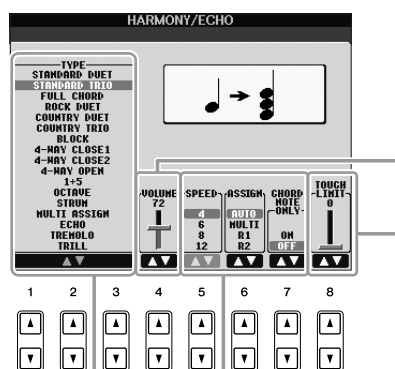 HARMONY/ECHO
TYPE
STANDARD DUET
STANDARD TRIO
FULL CHORD
ROCK DUET
COUNTRY DUET
COUNTRY TRIO
BLOCK
4-WAY CLOSE1
4-WAY CLOSE2
4-WAY OPEN
1+5
OCTAVE
STRUM
MULTI ASSIGN
ECHO
TREMOLO
TRILL
VOLUME
72
SPEED
4
6
8
12
ASSIGN
AUTO
MULTI
R1
R2
CHORD
NOTE
ONLY
ON
OFF
TOUCH
LIMIT
0
1 2 3 4 5 6 7 8